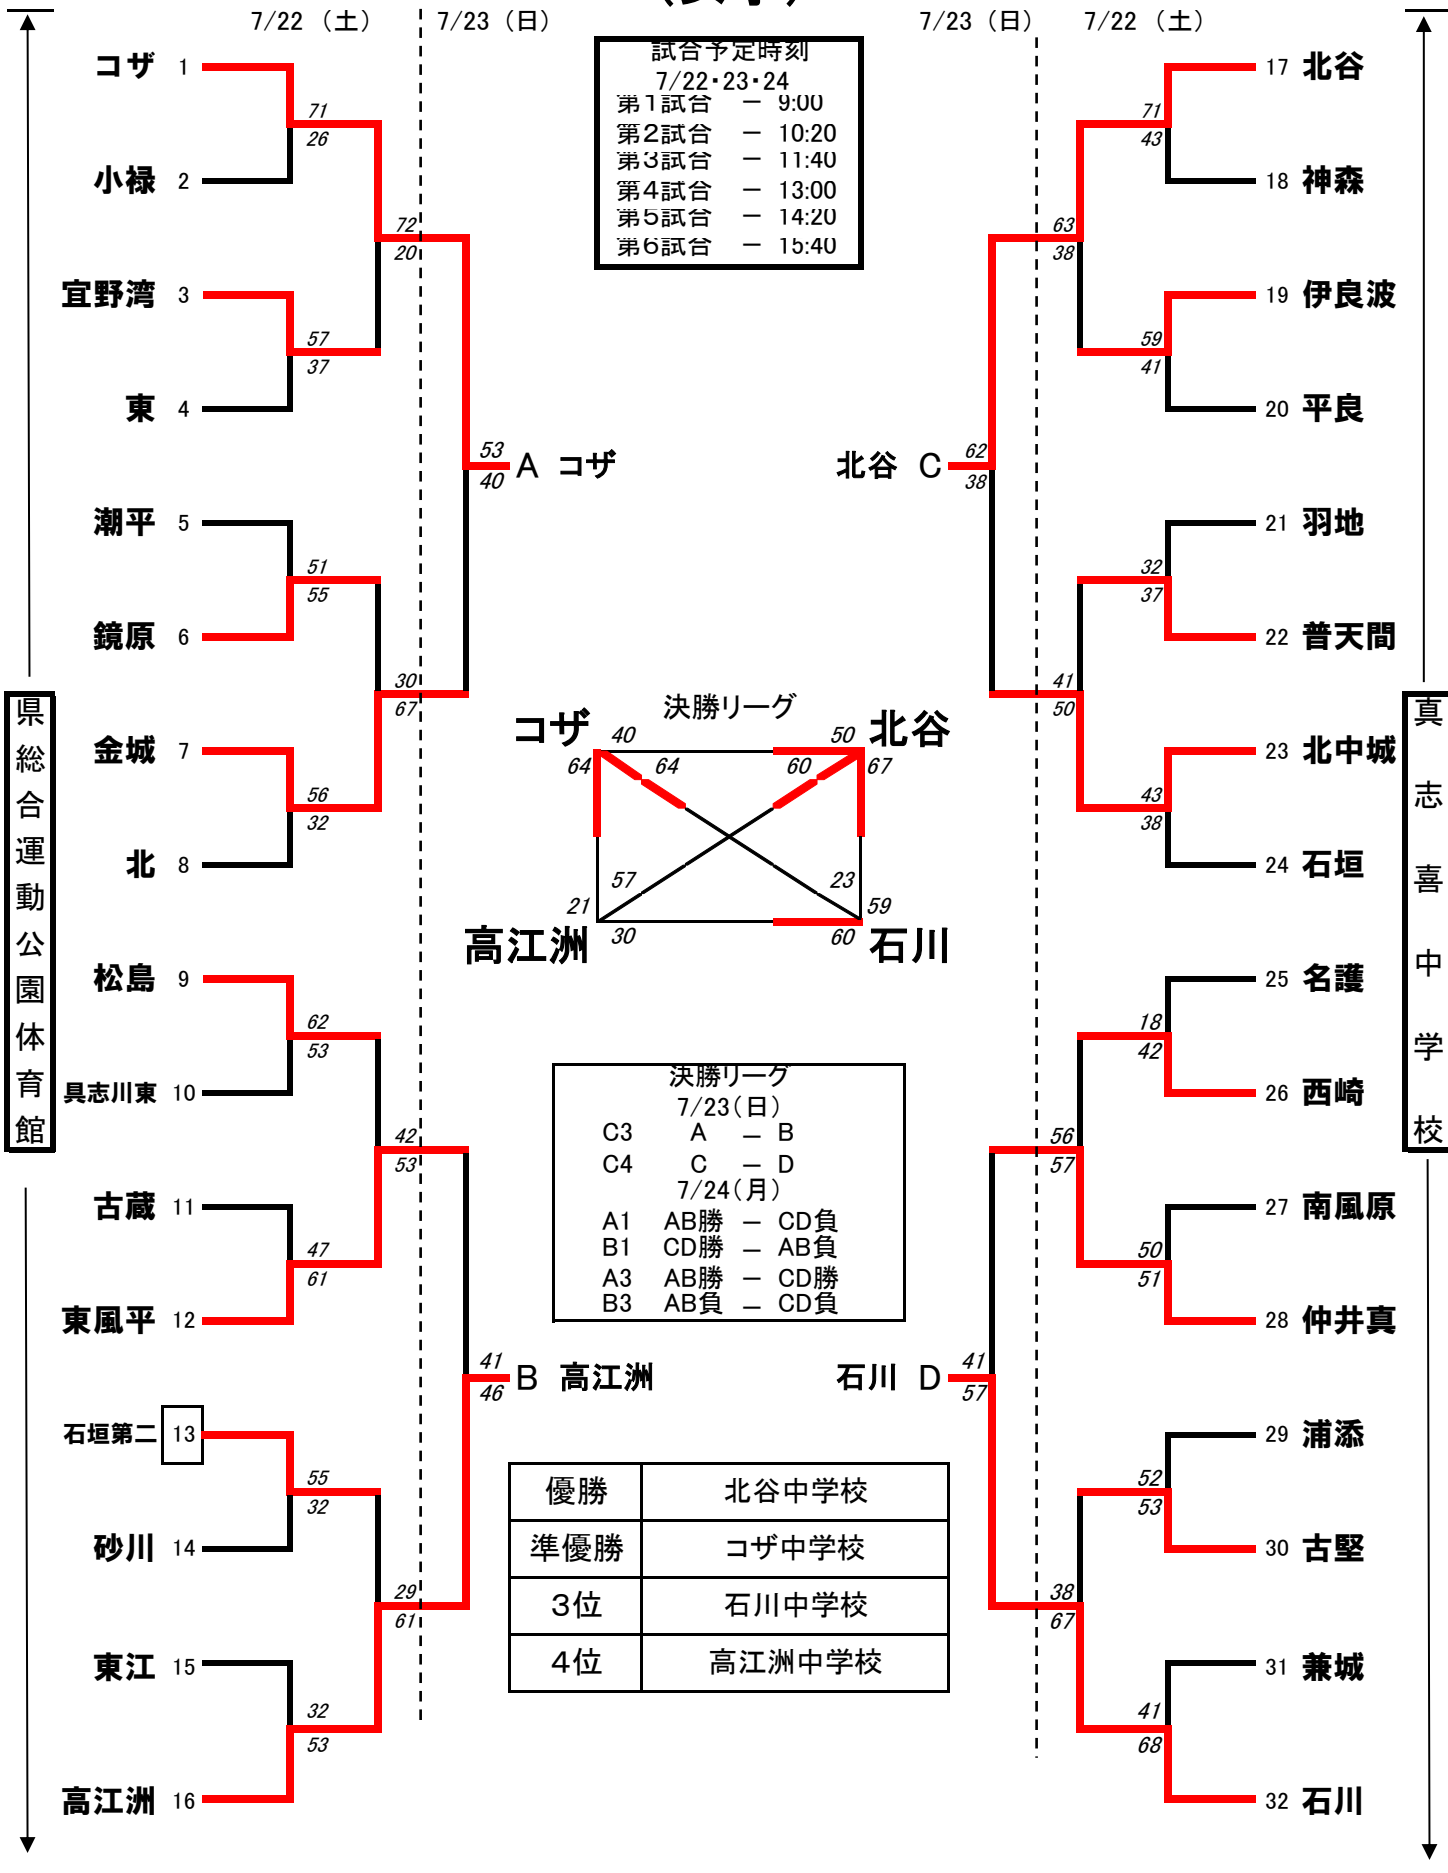 7/22 （土）
7/23 （日）
7/23 （日）
7/22 （土）
試合予定時刻
7/22・23・24
第1試合 － 9:00
第2試合 － 10:20
第3試合 － 11:40
第4試合 － 13:00
第5試合 － 14:20
第6試合 － 15:40
県総合運動公園体育館
コザ 1
71
26
小禄 2
72
20
宜野湾 3
57
37
東 4
53
40
A コザ
潮平 5
51
55
鏡原 6
30
67
金城 7
56
32
北 8
松島 9
62
53
具志川東 10
42
53
古蔵 11
47
61
東風平 12
41
46
B 高江洲
石垣第二 13
55
32
砂川 14
29
61
東江 15
32
53
高江洲 16
17 北谷
71
43
18 神森
63
38
19 伊良波
59
41
20 平良
北谷 C
62
38
21 羽地
32
37
22 普天間
41
50
23 北中城
43
38
24 石垣
25 名護
18
42
26 西崎
56
57
27 南風原
50
51
28 仲井真
石川 D
41
57
29 浦添
52
53
30 古堅
38
67
31 兼城
41
68
32 石川
真志喜中学校
決勝リーグ
コザ 40 50 北谷
64 64 60 67
57 23
21 59
高江洲 30 60 石川
決勝リーグ
7/23(日)
C3 A － B
C4 C － D
7/24(月)
A1 AB勝 － CD負
B1 CD勝 － AB負
A3 AB勝 － CD勝
B3 AB負 － CD負
優勝 北谷中学校
準優勝 コザ中学校
3位 石川中学校
4位 高江洲中学校